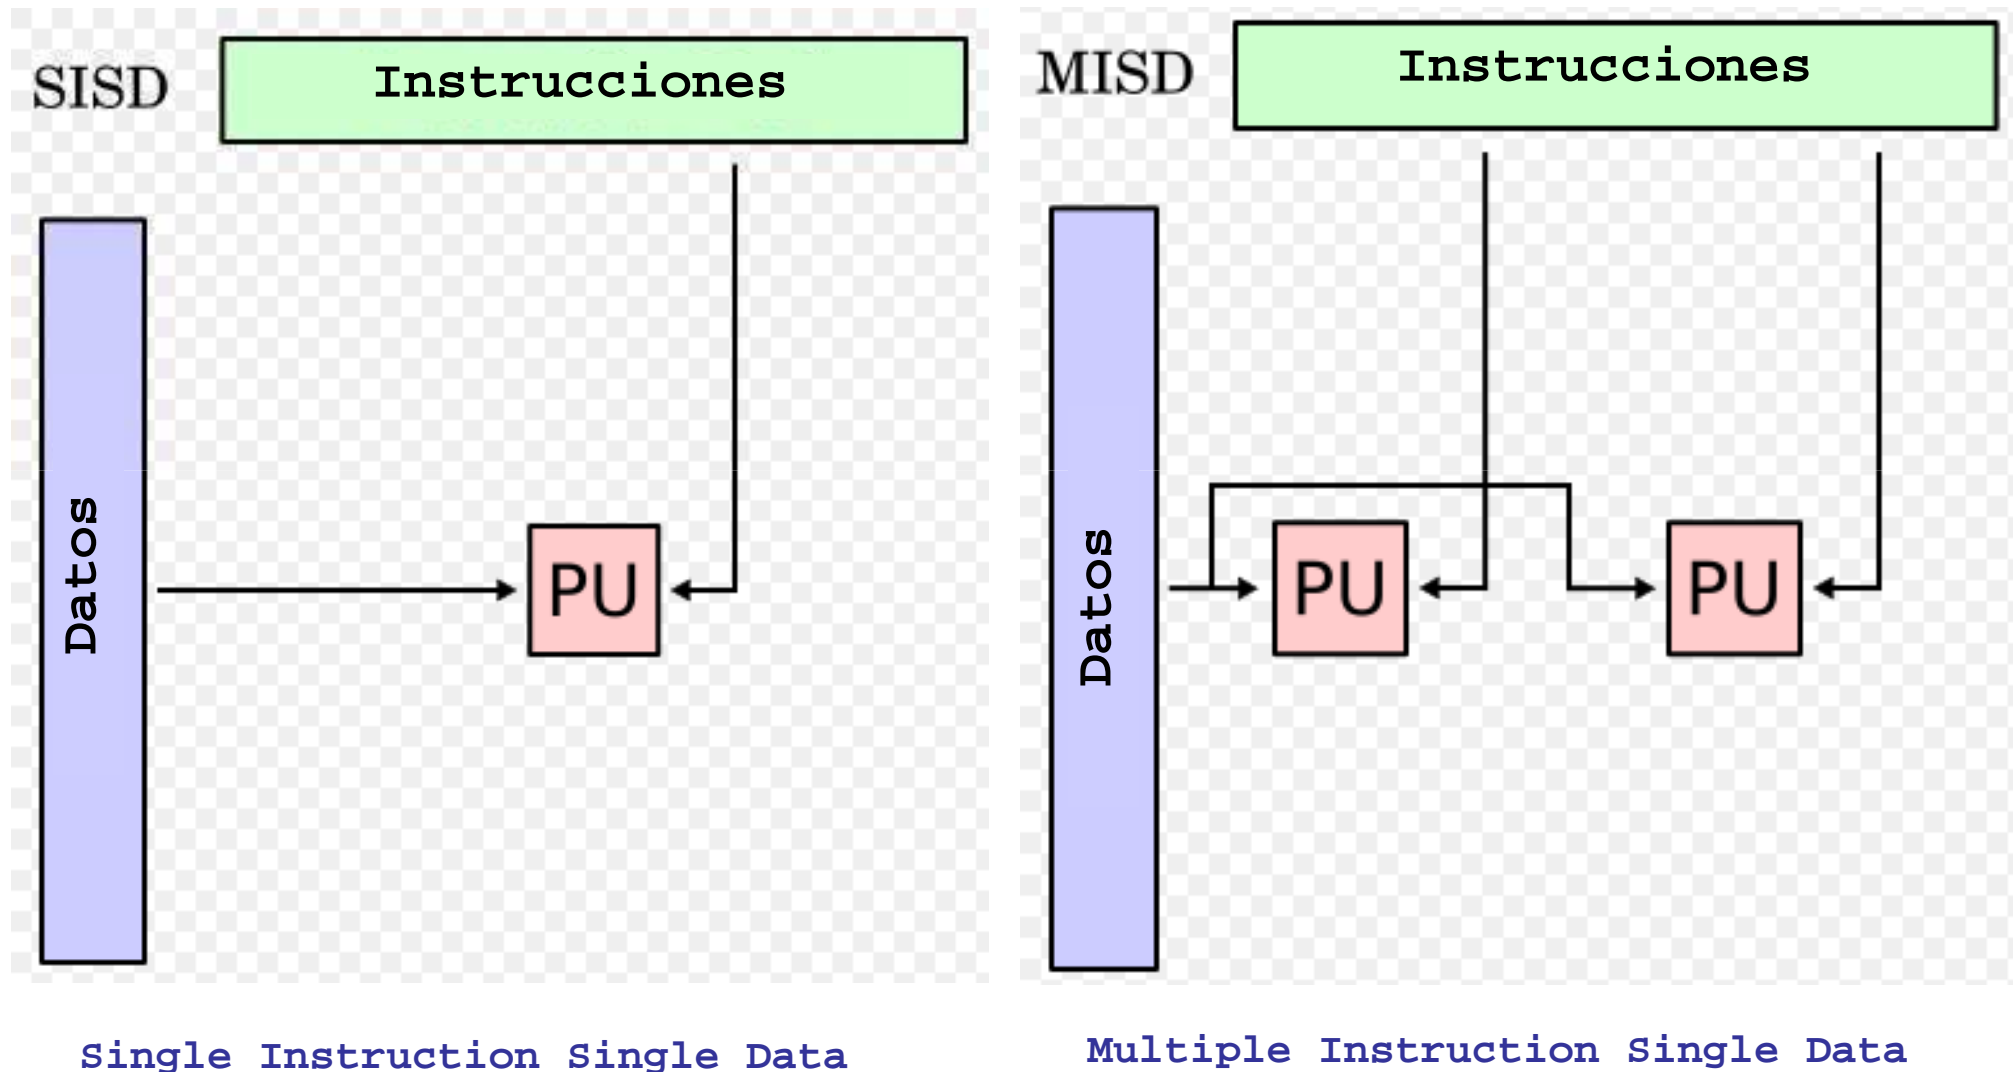 SISD
Instrucciones
Datos
PU
Single Instruction Single Data
MISD
Instrucciones
Datos
PU
PU
Multiple Instruction Single Data